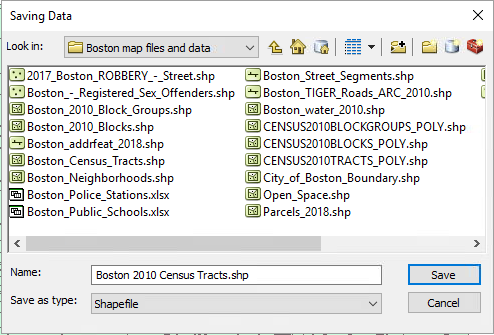 Saving Data
Look in: Boston map files and data
2017_Boston_ROBBERY_-_Street.shp
Boston_-_Registered_Sex_Offenders.shp
Boston_2010_Block_Groups.shp
Boston_2010_Blocks.shp
Boston_addrfeat_2018.shp
Boston_Census_Tracts.shp
Boston_Neighborhoods.shp
Boston_Police_Stations.xlsx
Boston_Public_Schools.xlsx
Boston_Street_Segments.shp
Boston_TIGER_Roads_ARC_2010.shp
Boston_water_2010.shp
CENSUS2010BLOCKGROUPS_POLY.shp
CENSUS2010BLOCKS_POLY.shp
CENSUS2010TRACTS_POLY.shp
City_of_Boston_Boundary.shp
Open_Space.shp
Parcels_2018.shp
Name: Boston 2010 Census Tracts.shp
Save
Save as type: Shapefile
Cancel